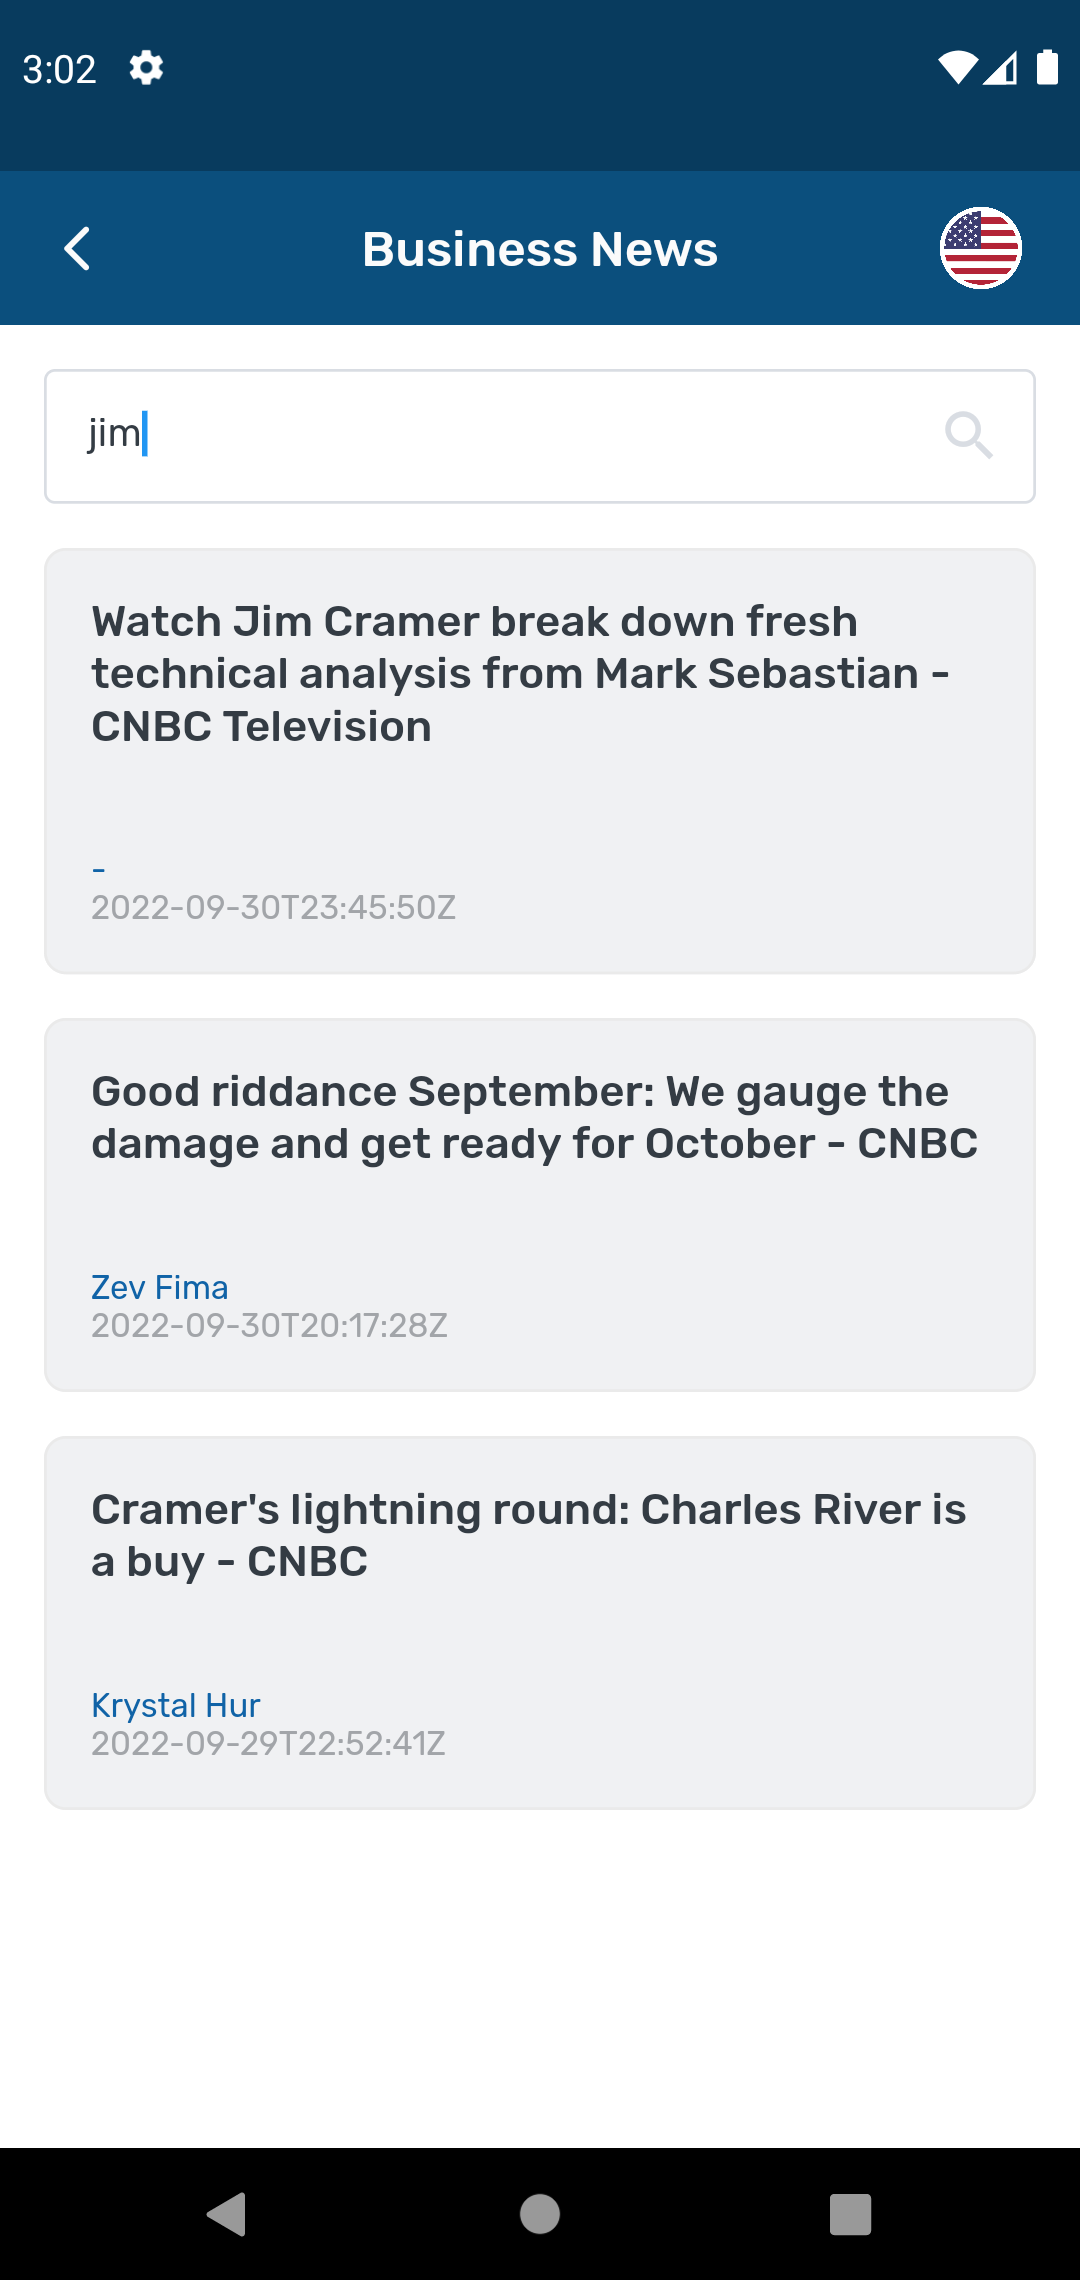 3:02
Business News
jim
Watch Jim Cramer break down fresh
technical analysis from Mark Sebastian -
CNBC Television
-
2022-09-30T23:45:50Z
Good riddance September: We gauge the
damage and get ready for October - CNBC
Zev Fima
2022-09-30T20:17:28Z
Cramer's lightning round: Charles River is
a buy - CNBC
Krystal Hur
2022-09-29T22:52:41Z